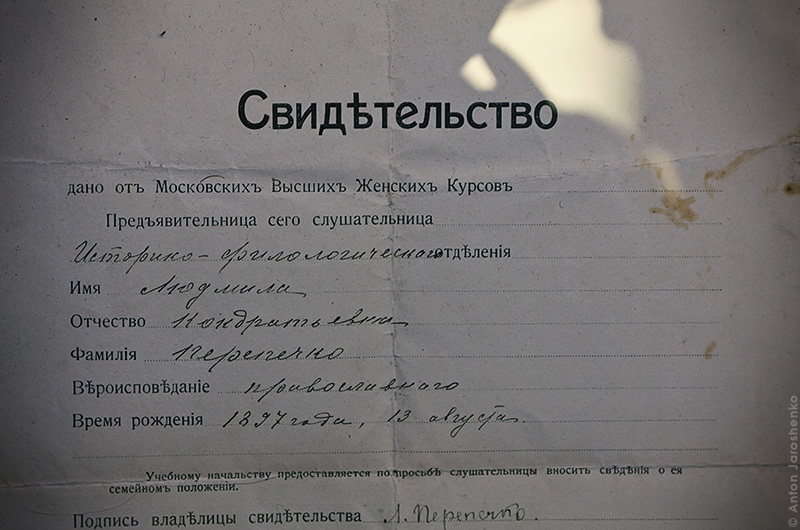 Свидѣтельство
дано отъ Московскихъ Высшихъ Женскихъ Курсовъ
Предъявительница сего слушательница
Историко-филологическаго отдѣленія
Имя Людмила
Отчество Кондратьевна
Фамилія Перепечко
Вѣроисповѣданіе православнаго
Время рожденія 1897 года, 13 августа.
Учебному начальству предоставляется по просьбѣ слушательницы вносить свѣдѣнія о ея
семейномъ положеніи.
Подпись владѣлицы свидѣтельства Л. Перепечко.
© Anton Jaroshenko